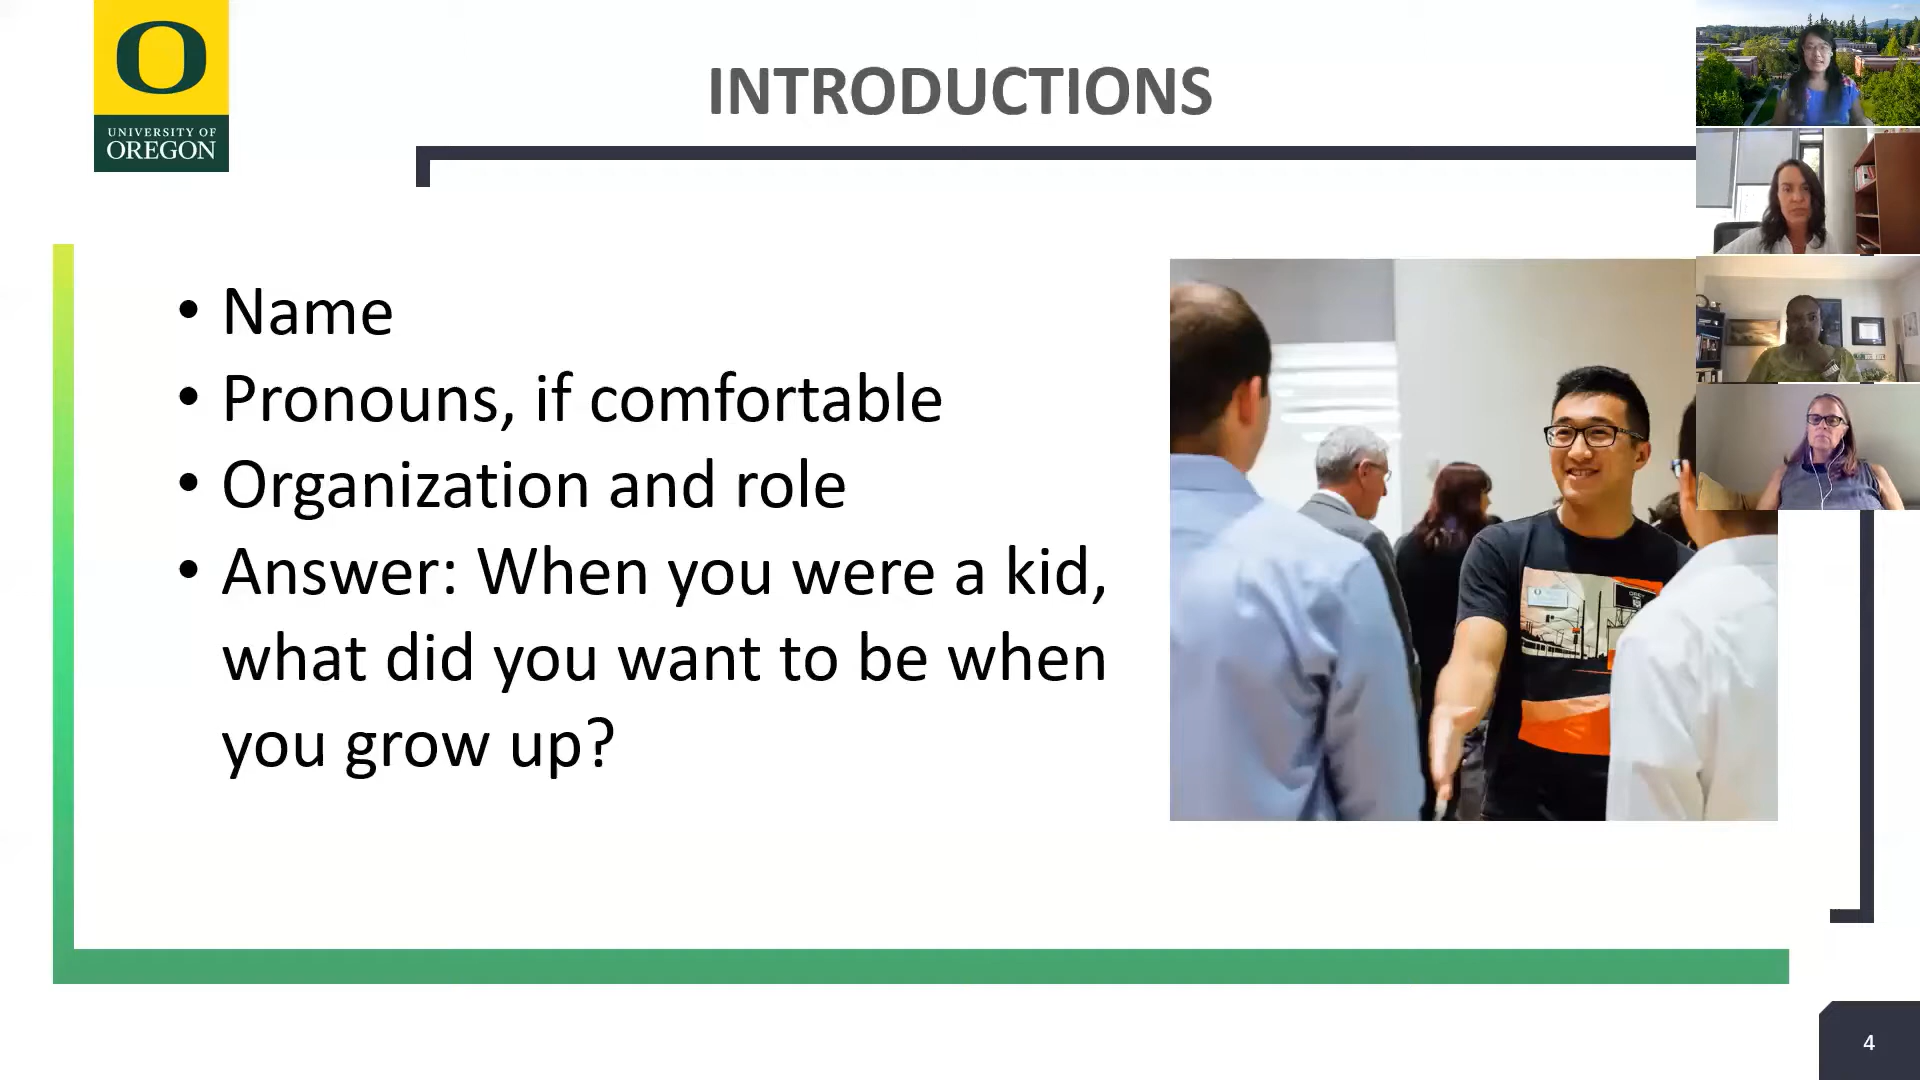 O
UNIVERSITY OF
OREGON
INTRODUCTIONS
• Name
• Pronouns, if comfortable
• Organization and role
• Answer: When you were a kid,
what did you want to be when
you grow up?
OBEY
4